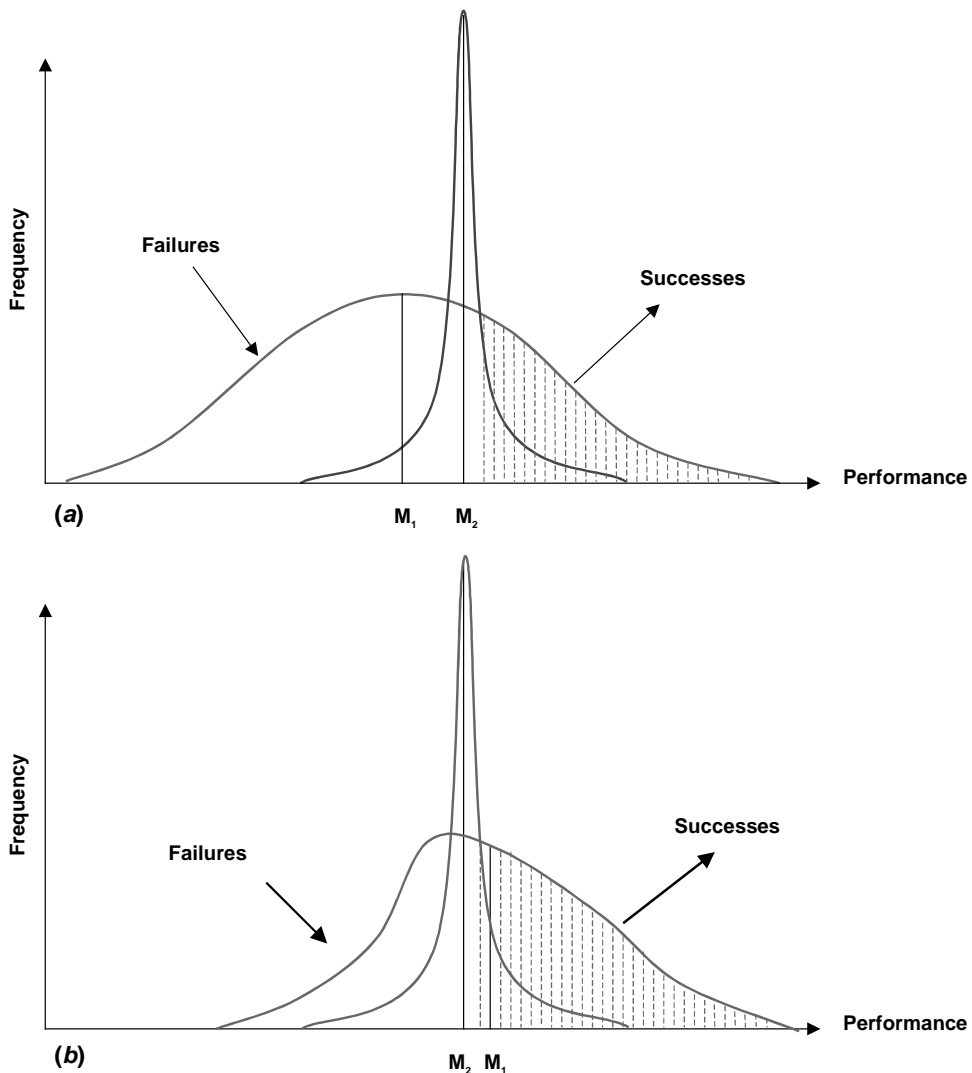 Frequency
Failures
Successes
Performance
(a)
M₁ M₂
Frequency
Failures
Successes
Performance
(b)
M₂ M₁